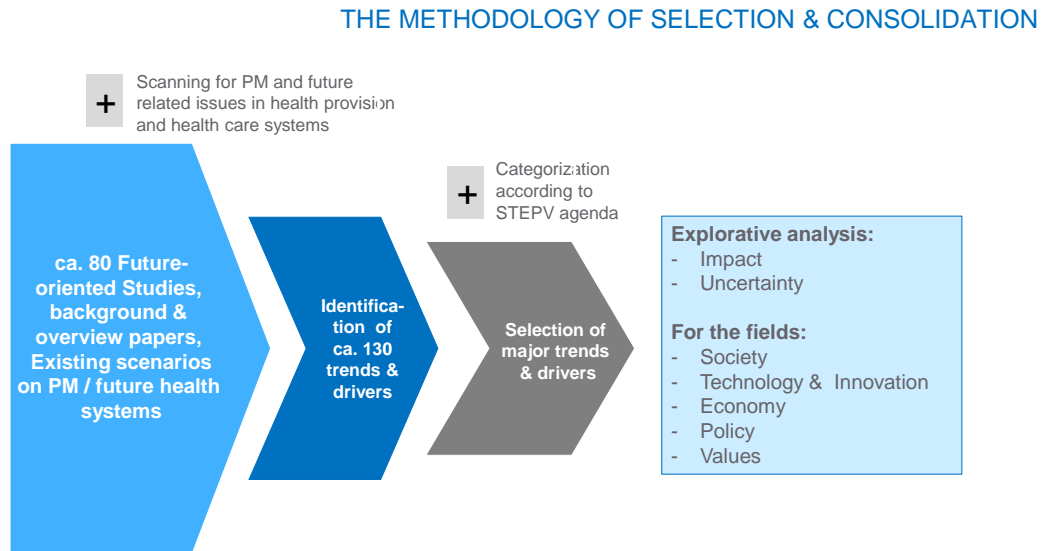 THE METHODOLOGY OF SELECTION & CONSOLIDATION
+
Scanning for PM and future
related issues in health provision
and health care systems
+
Categorization
according to
STEPV agenda
ca. 80 Future-
oriented Studies,
background &
overview papers,
Existing scenarios
on PM / future health
systems
Identifica-
tion of
ca. 130
trends &
drivers
Selection of
major trends
& drivers
Explorative analysis:
- Impact
- Uncertainty
For the fields:
- Society
- Technology & Innovation
- Economy
- Policy
- Values